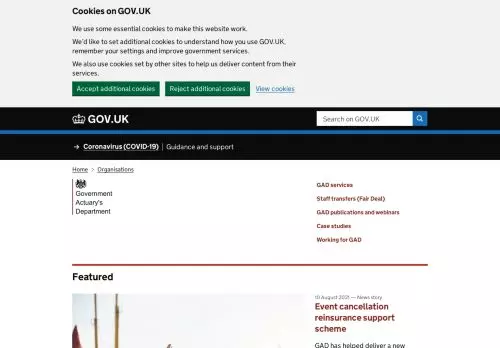 Cookies on GOV.UK
We use some essential cookies to make this website work.
We'd like to set additional cookies to understand how you use GOV.UK,
remember your settings and improve government services.
We also use cookies set by other sites to help us deliver content from their
services.
Accept additional cookies Reject additional cookies View cookies
GOV.UK Search on GOV.UK
→ Coronavirus (COVID-19) Guidance and support
Home > Organisations
Government
Actuary's
Department
GAD services
Staff transfers (Fair Deal)
GAD publications and webinars
Case studies
Working for GAD
Featured
10 August 2021 — News story
Event cancellation
reinsurance support
scheme
GAD has helped deliver a new